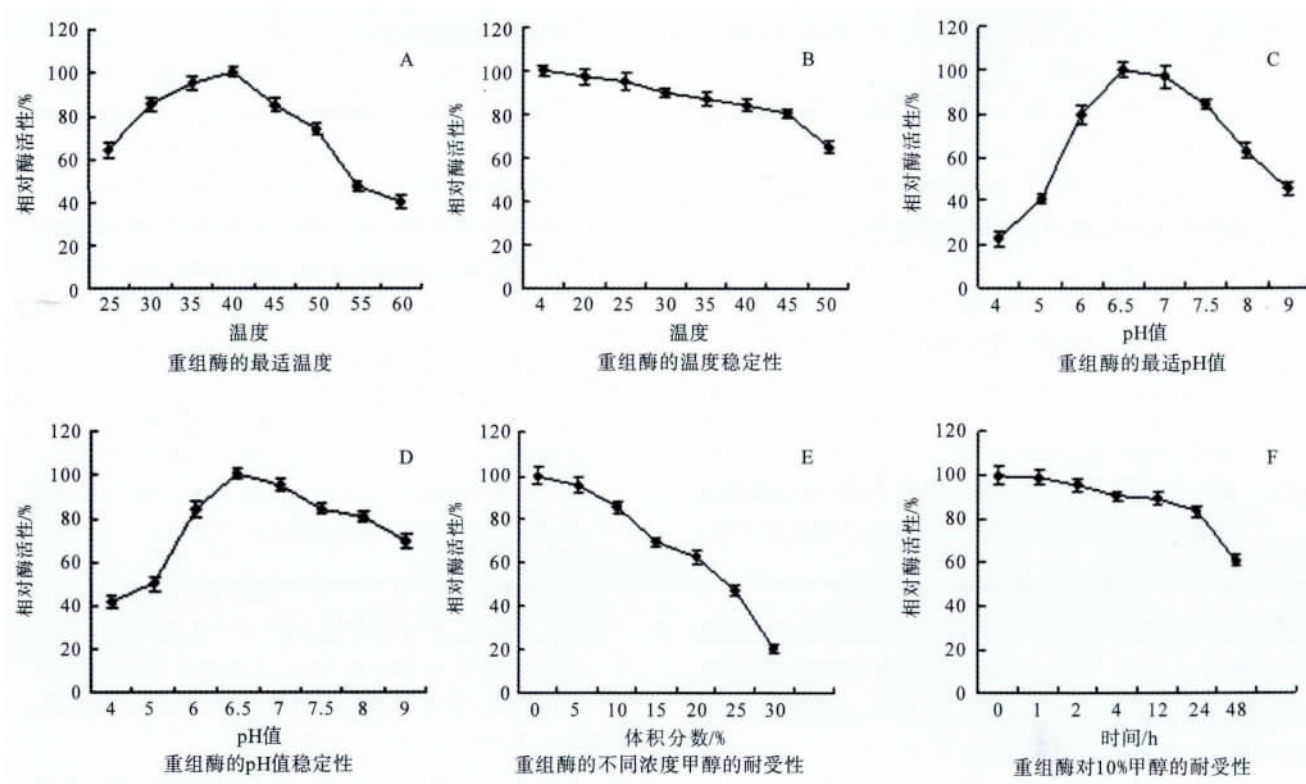 A
相对酶活性/%
120
100
80
60
40
20
0
25 30 35 40 45 50 55 60
温度
重组酶的最适温度
B
相对酶活性/%
120
100
80
60
40
20
0
4 20 25 30 35 40 45 50
温度
重组酶的温度稳定性
C
相对酶活性/%
120
100
80
60
40
20
0
4 5 6 6.5 7 7.5 8 9
pH值
重组酶的最适pH值
D
相对酶活性/%
120
100
80
60
40
20
0
4 5 6 6.5 7 7.5 8 9
pH值
重组酶的pH值稳定性
E
相对酶活性/%
120
100
80
60
40
20
0
0 5 10 15 20 25 30
体积分数/%
重组酶的不同浓度甲醇的耐受性
F
相对酶活性/%
120
100
80
60
40
20
0
0 1 2 4 12 24 48
时间/h
重组酶对10%甲醇的耐受性